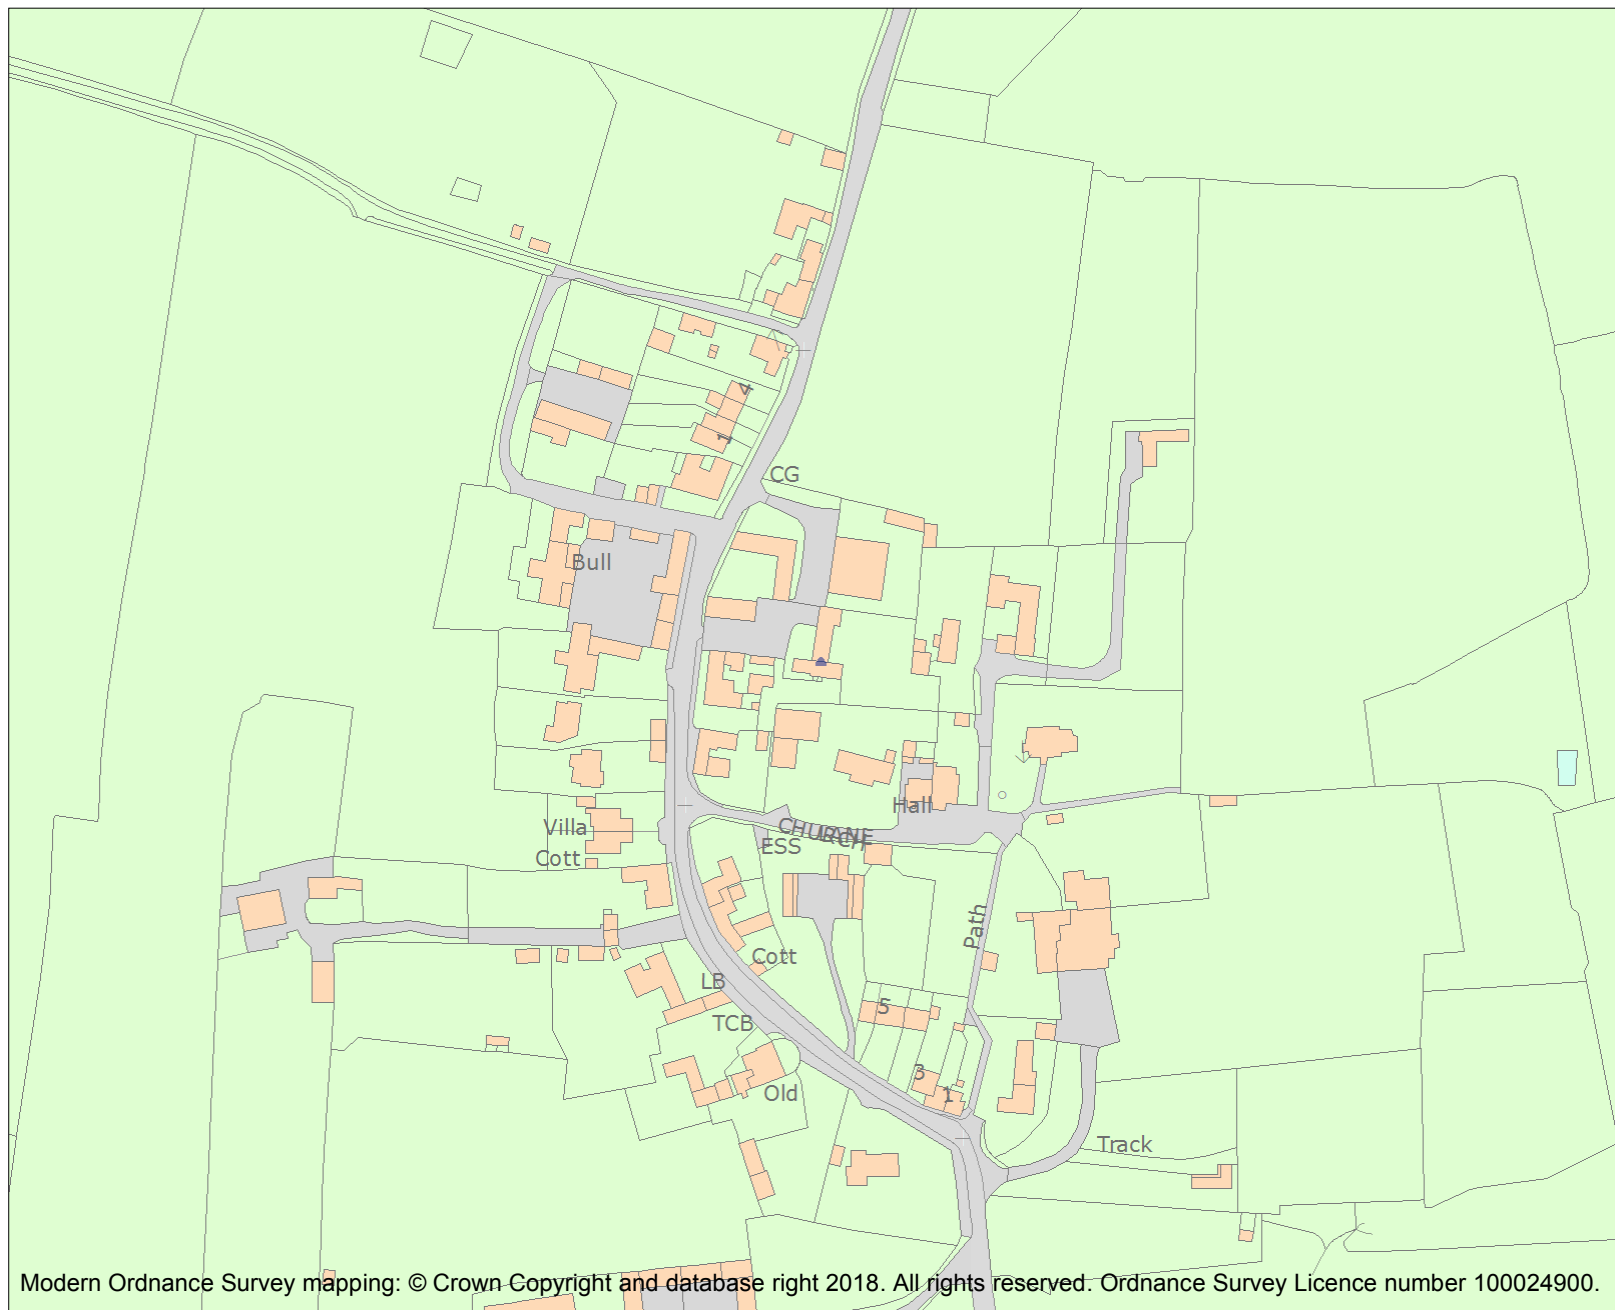 4
1
CG
Bull
Hall
CHURCH LANE
Villa
ESS
Cott
Path
Cott
LB
5
TCB
3
Old
1
Track
Modern Ordnance Survey mapping: © Crown Copyright and database right 2018. All rights reserved. Ordnance Survey Licence number 100024900.